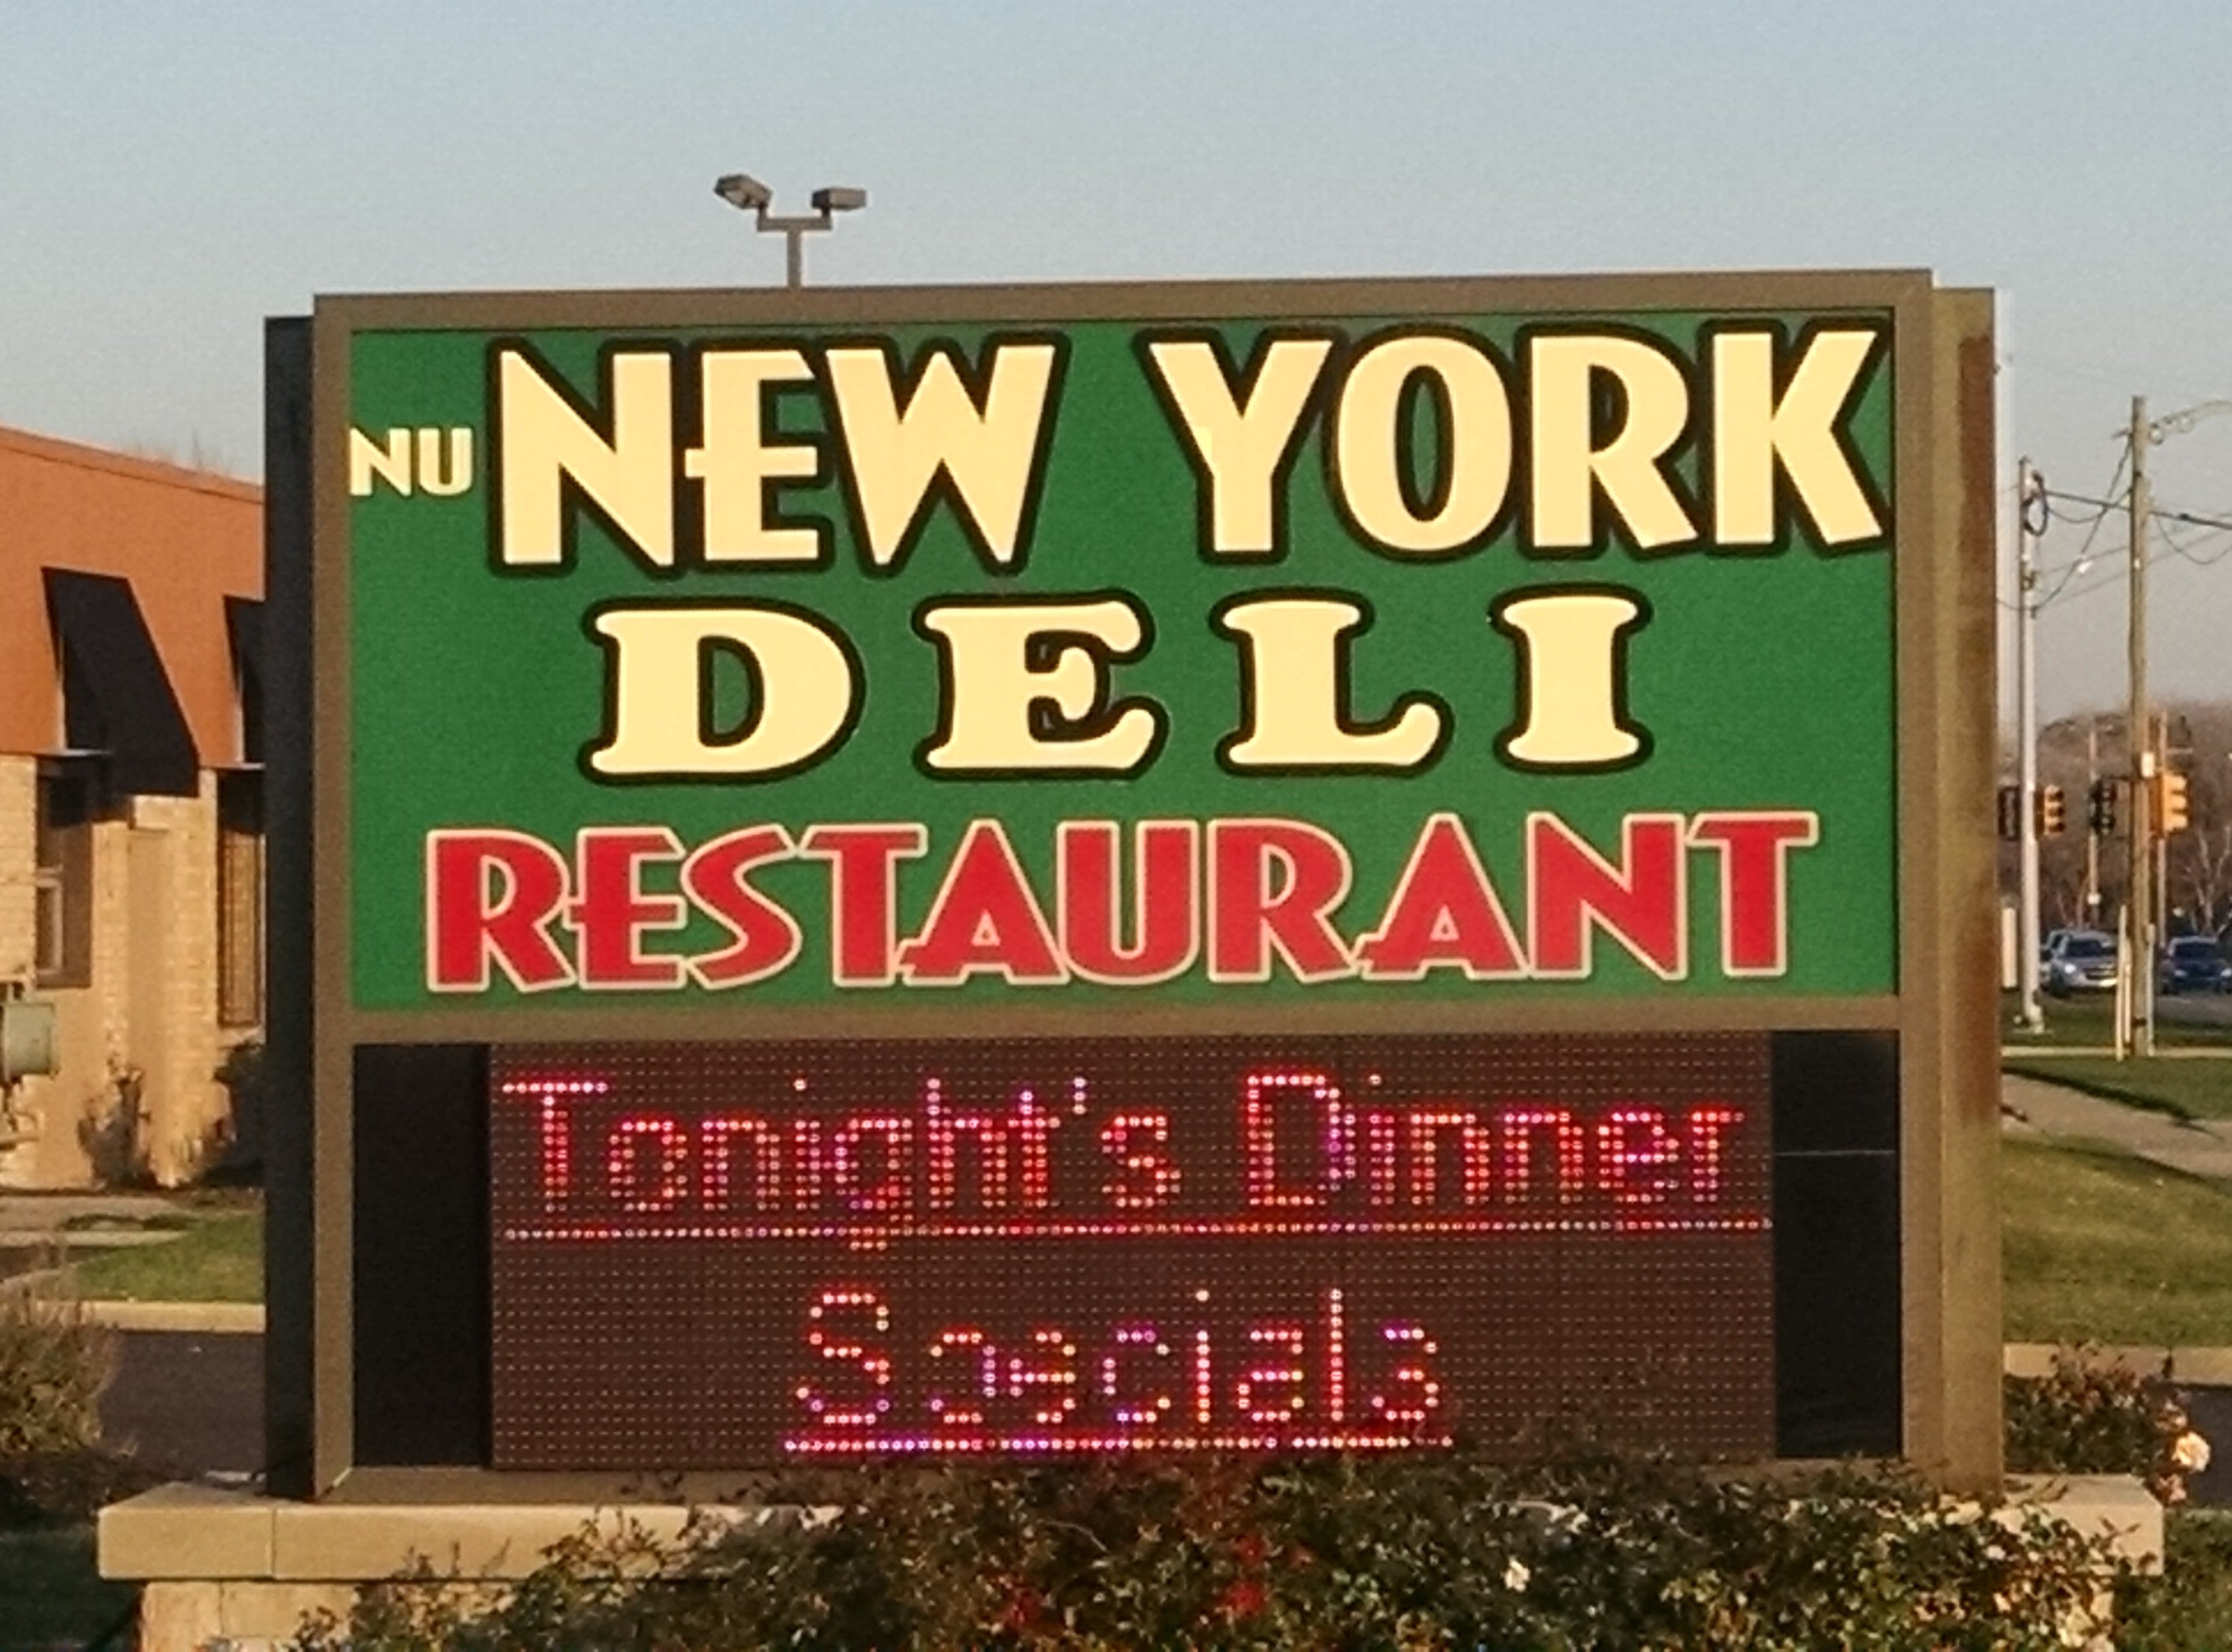 NU NEW YORK
DELI
RESTAURANT
Tonight's Dinner
Specials